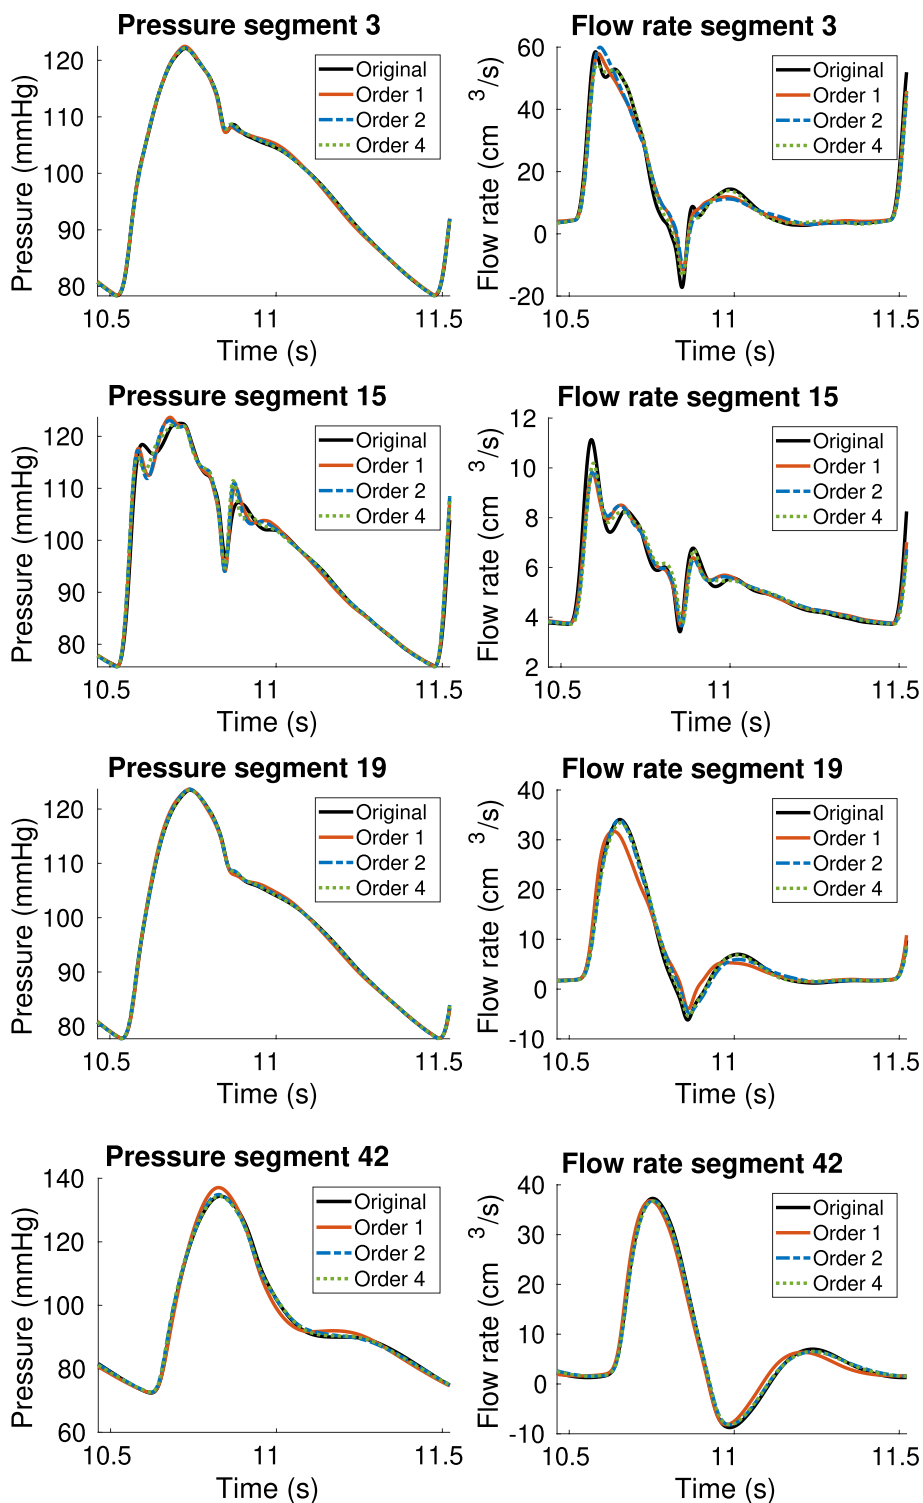 Pressure segment 3
Pressure (mmHg)
120
110
100
90
80
10.5 11 11.5
Time (s)
Original
Order 1
Order 2
Order 4
Flow rate segment 3
Flow rate (cm 3/s)
60
40
20
0
-20
10.5 11 11.5
Time (s)
Original
Order 1
Order 2
Order 4
Pressure segment 15
Pressure (mmHg)
120
110
100
90
80
10.5 11 11.5
Time (s)
Original
Order 1
Order 2
Order 4
Flow rate segment 15
Flow rate (cm 3/s)
12
10
8
6
4
2
10.5 11 11.5
Time (s)
Original
Order 1
Order 2
Order 4
Pressure segment 19
Pressure (mmHg)
120
110
100
90
80
10.5 11 11.5
Time (s)
Original
Order 1
Order 2
Order 4
Flow rate segment 19
Flow rate (cm 3/s)
40
30
20
10
0
-10
10.5 11 11.5
Time (s)
Original
Order 1
Order 2
Order 4
Pressure segment 42
Pressure (mmHg)
140
120
100
80
60
10.5 11 11.5
Time (s)
Original
Order 1
Order 2
Order 4
Flow rate segment 42
Flow rate (cm 3/s)
40
30
20
10
0
-10
10.5 11 11.5
Time (s)
Original
Order 1
Order 2
Order 4